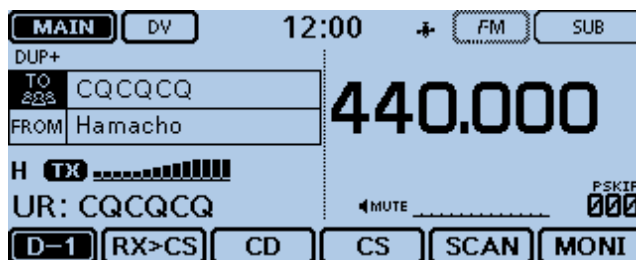 MAIN DV 12:00 FM SUB
DUP+
TO CQCQCQ
440.000
FROM Hamacho
H TX
PSKIP
UR: CQCQCQ MUTE 000
D-1 RX>CS CD CS SCAN MONI